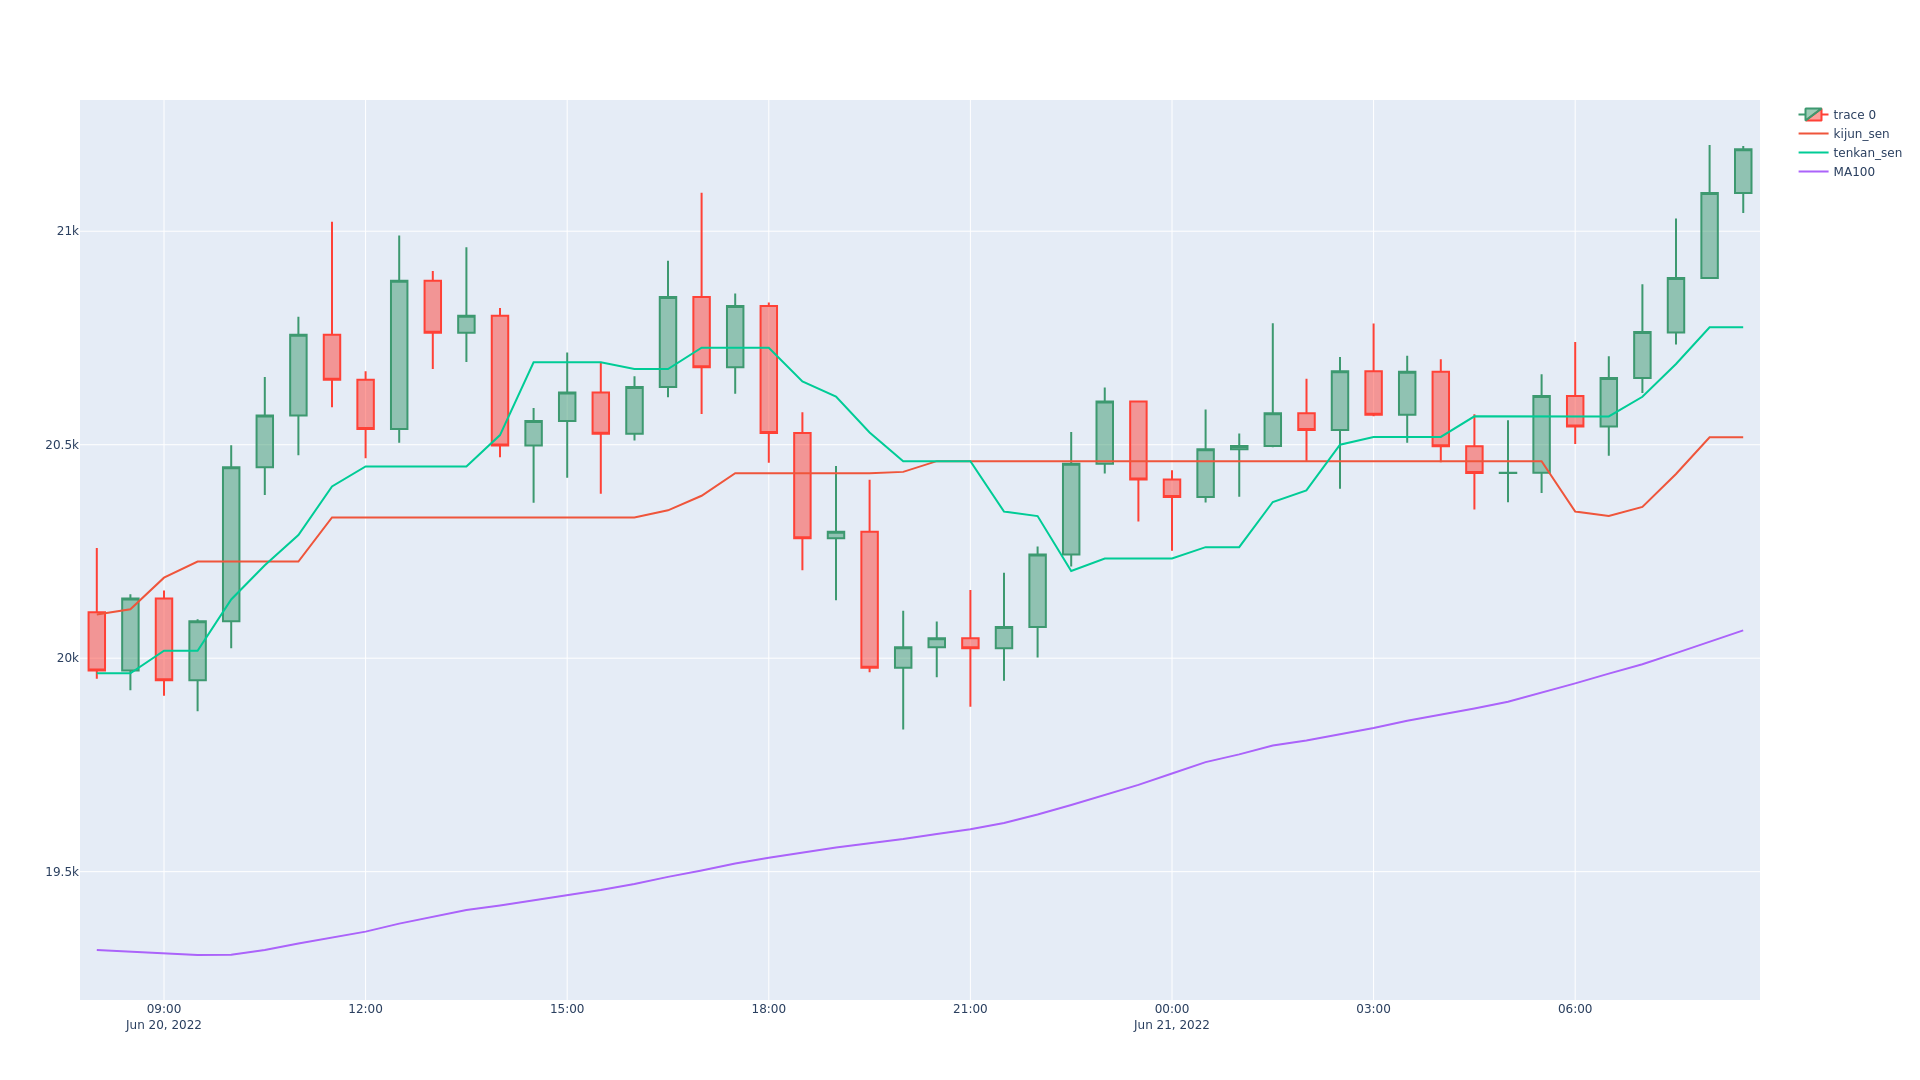 trace 0
kijun_sen
tenkan_sen
MA100
21k
20.5k
20k
19.5k
09:00 12:00 15:00 18:00 21:00 00:00 03:00 06:00
Jun 20, 2022 Jun 21, 2022